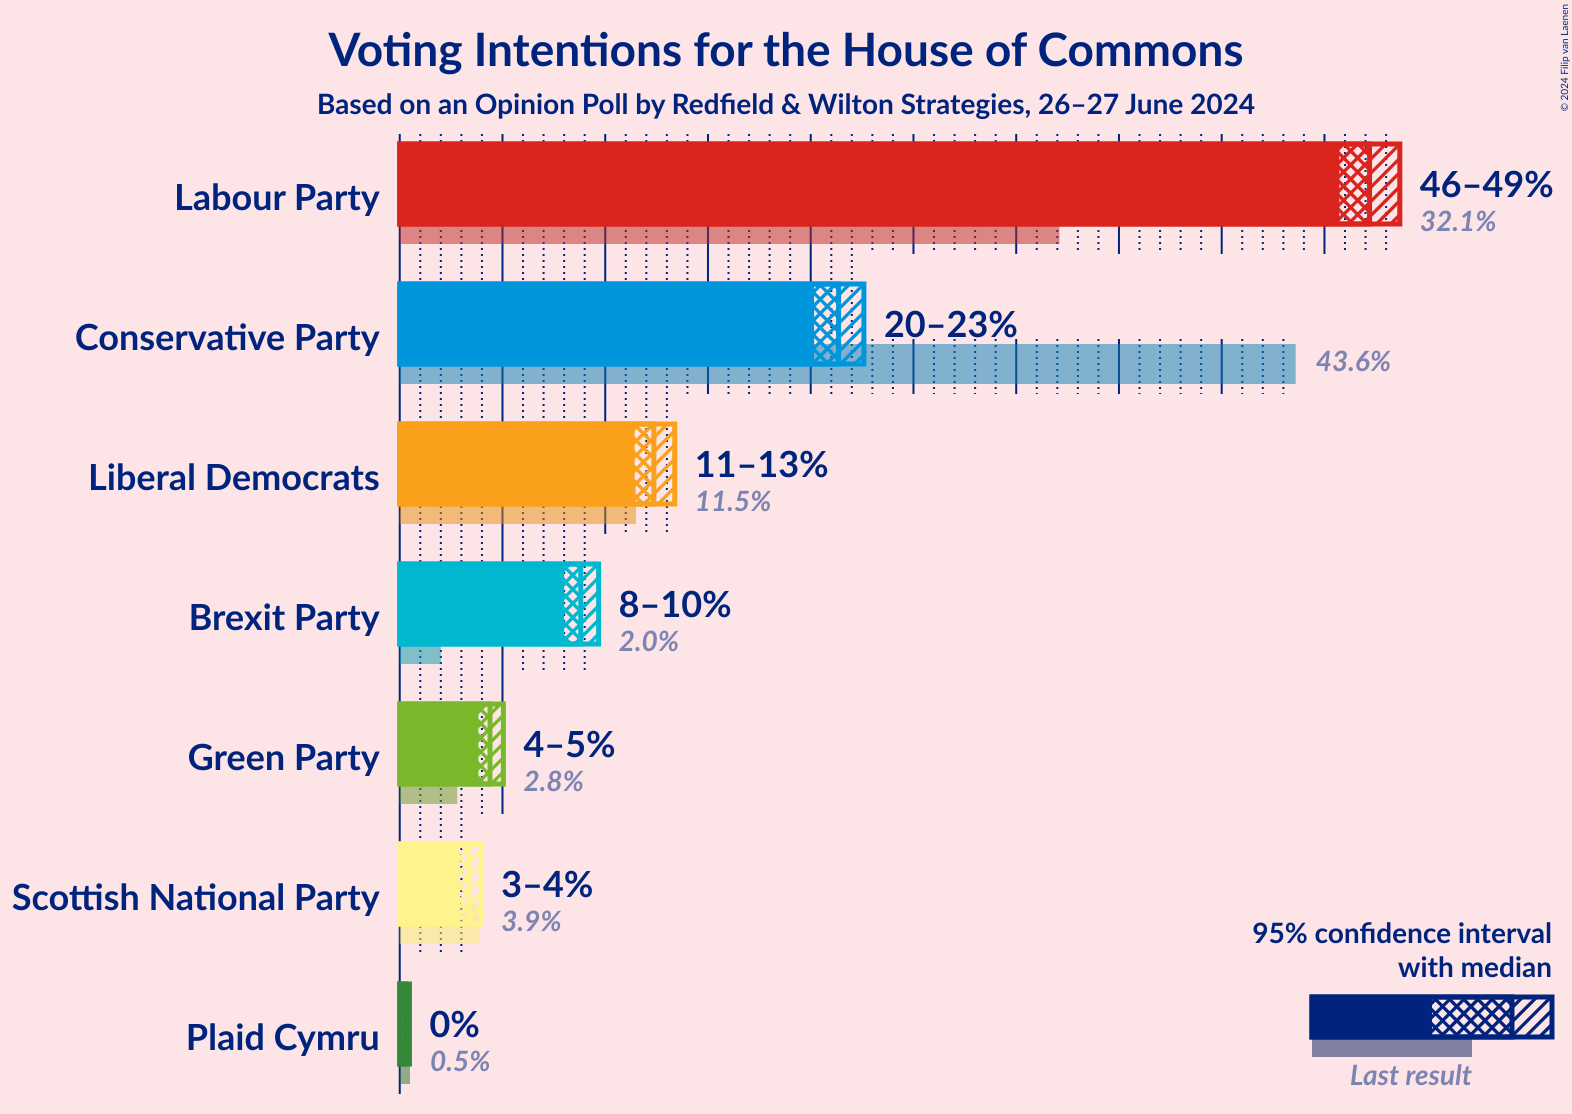 Voting Intentions for the House of Commons
Based on an Opinion Poll by Redfield & Wilton Strategies, 26–27 June 2024
© 2024 Filip van Laenen
Labour Party
46–49%
32.1%
Conservative Party
20–23%
43.6%
Liberal Democrats
11–13%
11.5%
Brexit Party
8–10%
2.0%
Green Party
4–5%
2.8%
Scottish National Party
3–4%
3.9%
Plaid Cymru
0%
0.5%
95% confidence interval
with median
Last result